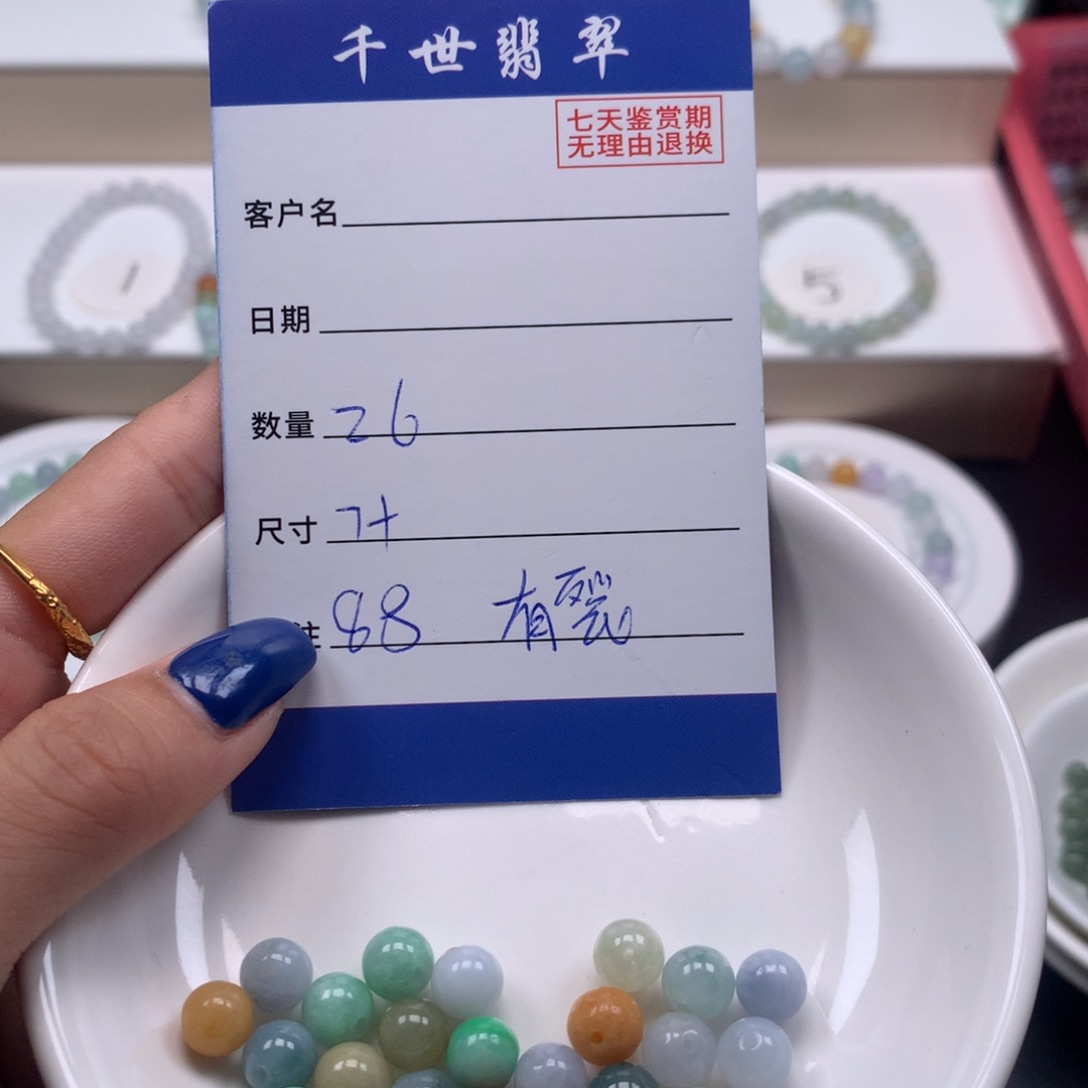 千世翡翠
七天鉴赏期
无理由退换
客户名
日期
数量 26
尺寸 7+
注 88 有
1
5